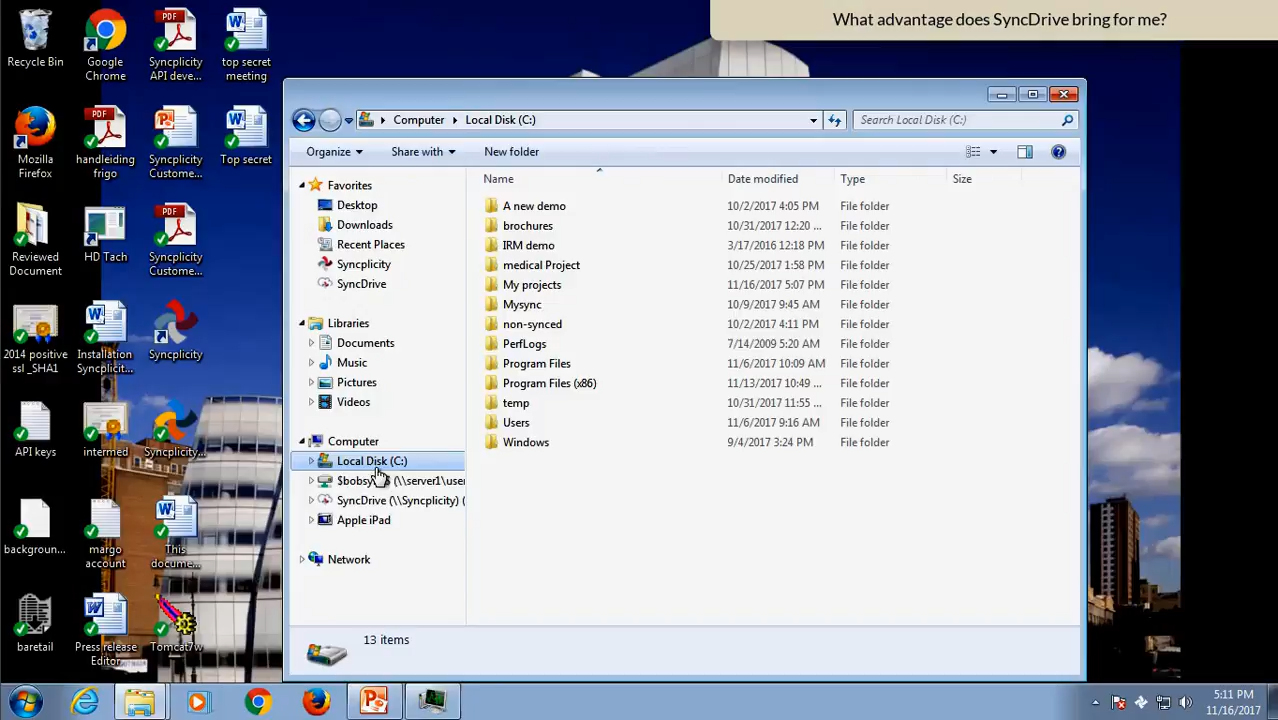 What advantage does SyncDrive bring for me?
Recycle Bin
Google
Chrome
Syncplicity
API deve...
top secret
meeting
Mozilla
Firefox
handleiding
frigo
Syncplicity
Custome...
Top secret
Reviewed
Document
HD Tach
Syncplicity
Custome...
2014 positive
ssl_SHA1
Installation
Syncplicit...
Syncplicity
API keys
intermed
Syncplicity...
backgroun...
margo
account
This
docume...
baretail
Press release
Editor
Tomcat7w
Computer
Local Disk (C:)
Search Local Disk (C:)
Organize
Share with
New folder
Favorites
Desktop
Downloads
Recent Places
Syncplicity
SyncDrive
Libraries
Documents
Music
Pictures
Videos
Computer
Local Disk (C:)
(\\server1\use
SyncDrive (\\Syncplicity) (
Apple iPad
Network
Name Date modified Type Size
A new demo 10/2/2017 4:05 PM File folder
brochures 10/31/2017 12:20 ... File folder
IRM demo 3/17/2016 12:18 PM File folder
medical Project 10/25/2017 1:58 PM File folder
My projects 11/16/2017 5:07 PM File folder
Mysync 10/9/2017 9:45 AM File folder
non-synced 10/2/2017 4:11 PM File folder
PerfLogs 7/14/2009 5:20 AM File folder
Program Files 11/6/2017 10:09 AM File folder
Program Files (x86) 11/13/2017 10:49 ... File folder
temp 10/31/2017 11:55 ... File folder
Users 11/6/2017 9:16 AM File folder
Windows 9/4/2017 3:24 PM File folder
13 items
5:11 PM
11/16/2017